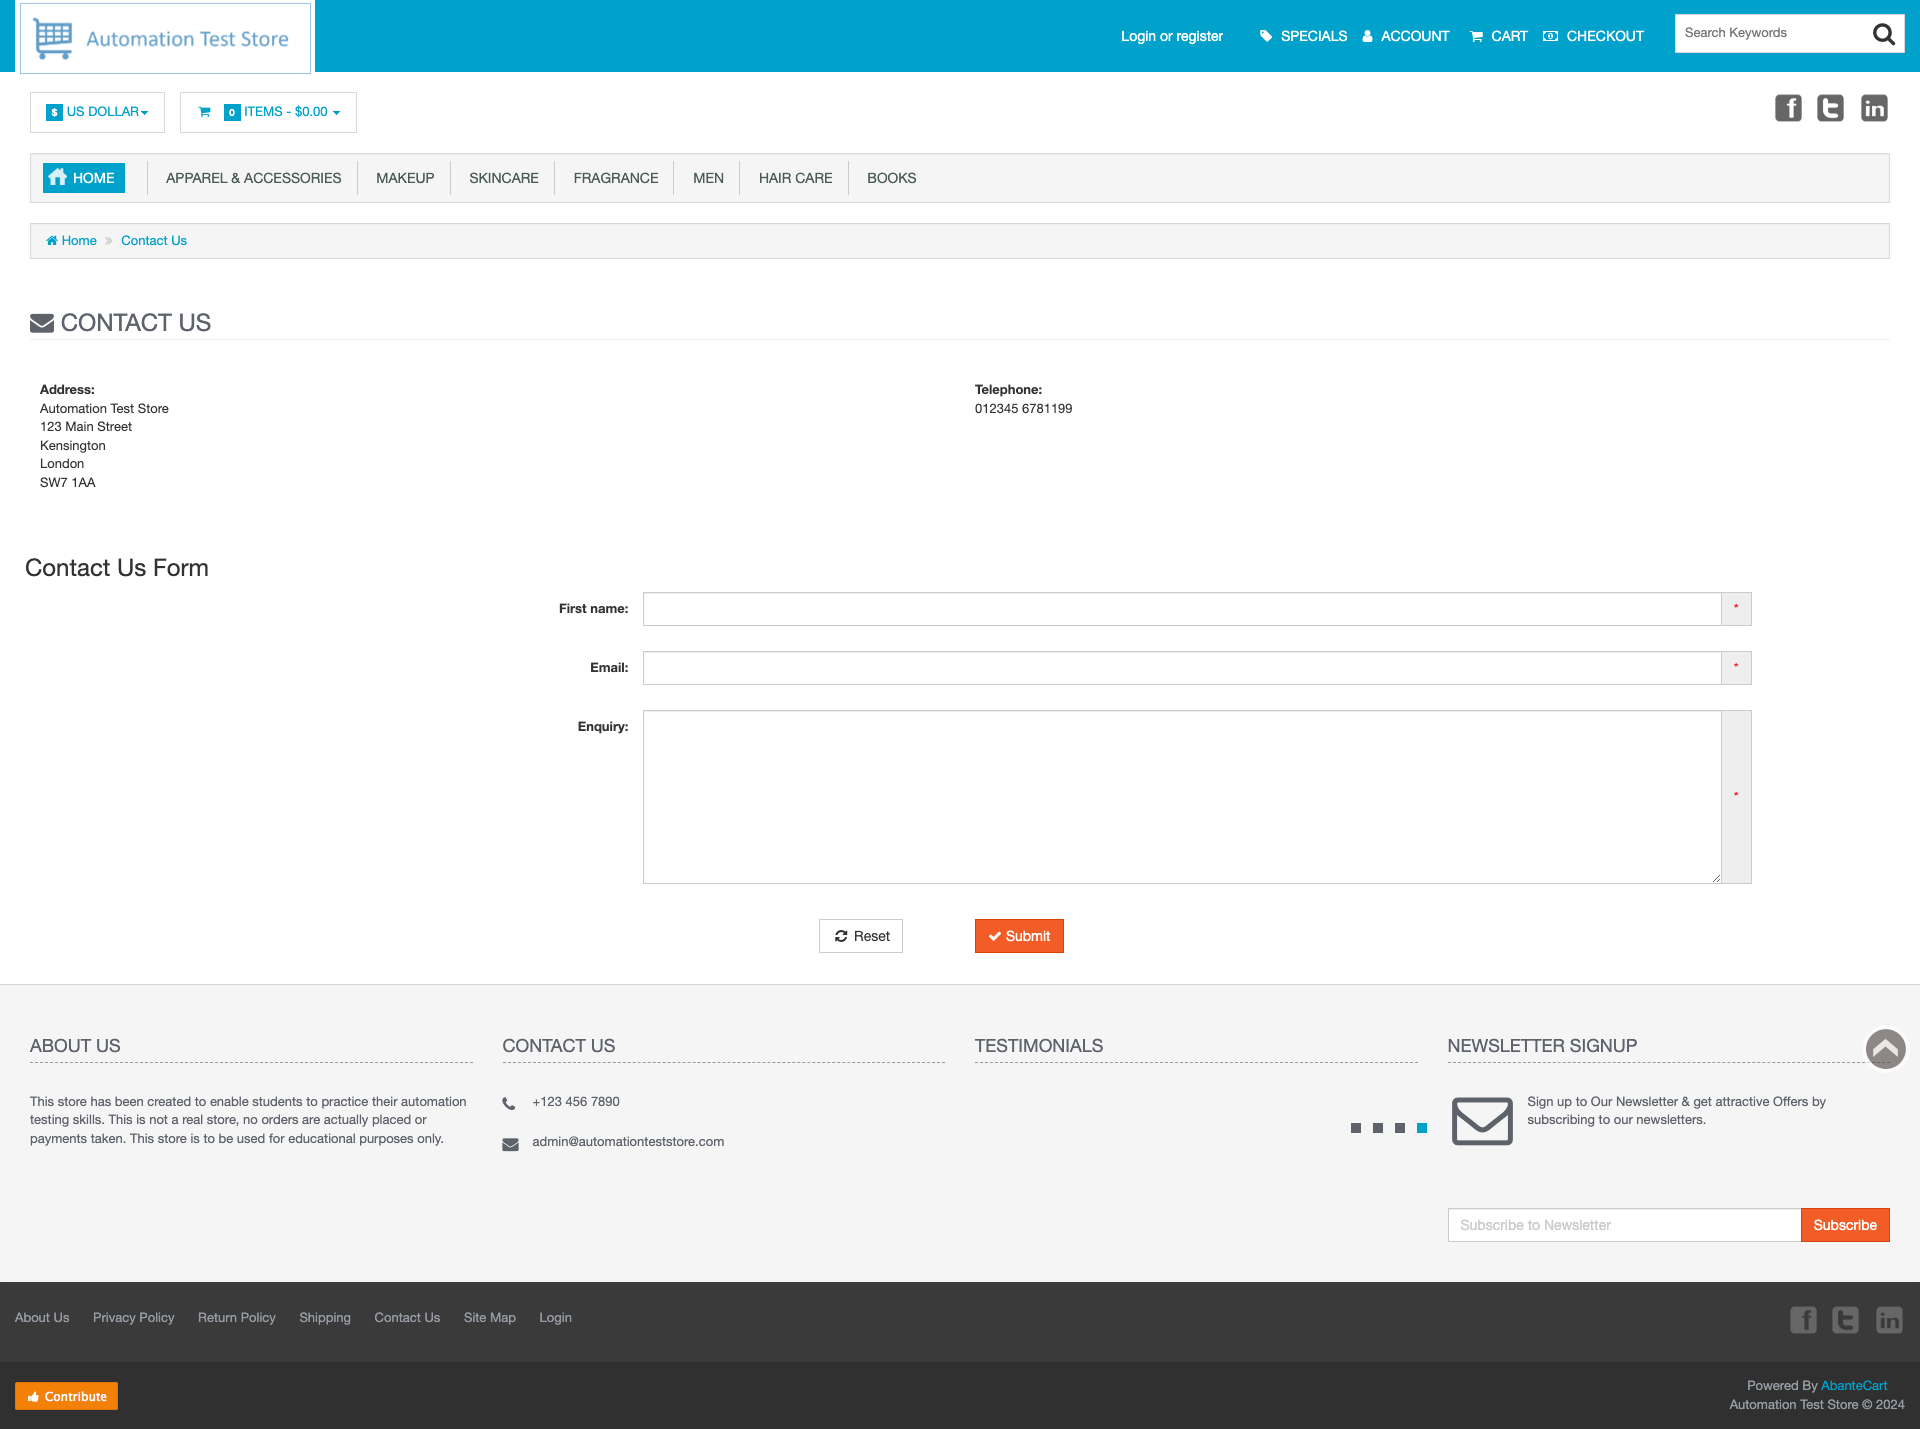 Automation Test Store
Login or register
SPECIALS
ACCOUNT
CART
CHECKOUT
Search Keywords
$ US DOLLAR
0 ITEMS - $0.00
HOME
APPAREL & ACCESSORIES
MAKEUP
SKINCARE
FRAGRANCE
MEN
HAIR CARE
BOOKS
Home » Contact Us
CONTACT US
Address:
Automation Test Store
123 Main Street
Kensington
London
SW7 1AA
Telephone:
012345 6781199
Contact Us Form
First name:
*
Email:
*
Enquiry:
*
Reset
Submit
ABOUT US
This store has been created to enable students to practice their automation
testing skills. This is not a real store, no orders are actually placed or
payments taken. This store is to be used for educational purposes only.
CONTACT US
+123 456 7890
admin@automationteststore.com
TESTIMONIALS
NEWSLETTER SIGNUP
Sign up to Our Newsletter & get attractive Offers by
subscribing to our newsletters.
Subscribe to Newsletter
Subscribe
About Us
Privacy Policy
Return Policy
Shipping
Contact Us
Site Map
Login
Contribute
Powered By AbanteCart
Automation Test Store © 2024